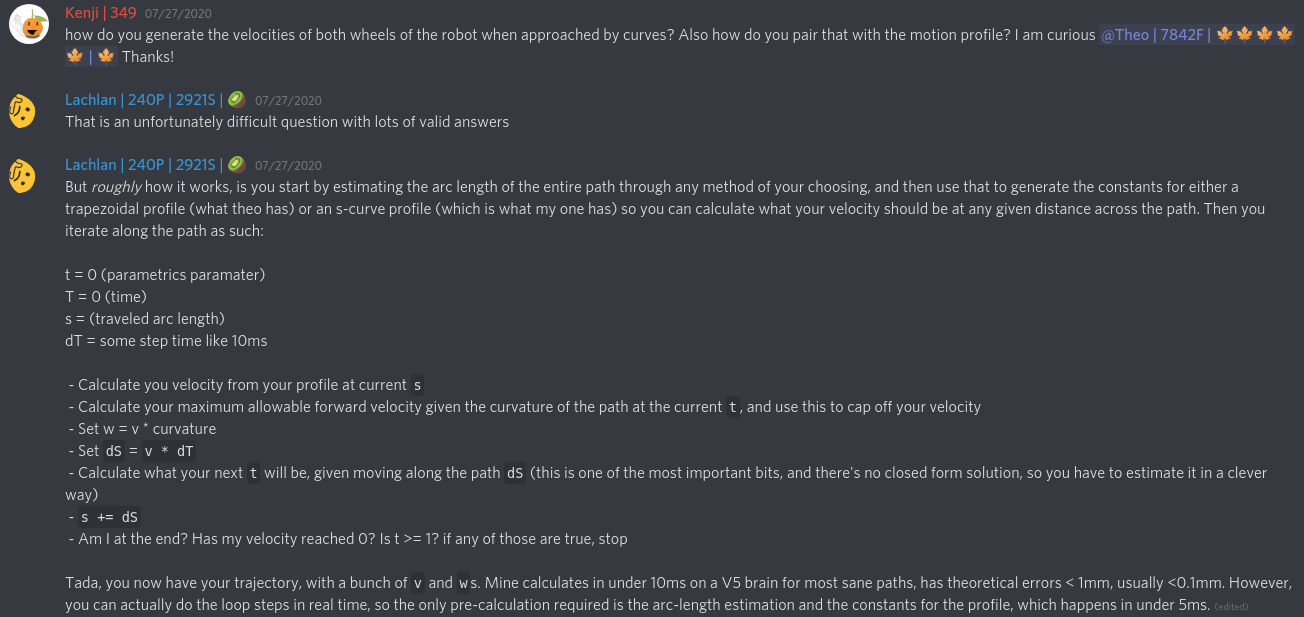 Kenji | 349 07/27/2020
how do you generate the velocities of both wheels of the robot when approached by curves? Also how do you pair that with the motion profile? I am curious @Theo | 7842F | 🍁🍁🍁🍁
🍁 | 🍁 Thanks!
Lachlan | 240P | 2921S | 🥝 07/27/2020
That is an unfortunately difficult question with lots of valid answers
Lachlan | 240P | 2921S | 🥝 07/27/2020
But roughly how it works, is you start by estimating the arc length of the entire path through any method of your choosing, and then use that to generate the constants for either a
trapezoidal profile (what theo has) or an s-curve profile (which is what my one has) so you can calculate what your velocity should be at any given distance across the path. Then you
iterate along the path as such:
t = 0 (parametrics paramater)
T = 0 (time)
s = (traveled arc length)
dT = some step time like 10ms
- Calculate you velocity from your profile at current s
- Calculate your maximum allowable forward velocity given the curvature of the path at the current t, and use this to cap off your velocity
- Set w = v * curvature
- Set dS = v * dT
- Calculate what your next t will be, given moving along the path dS (this is one of the most important bits, and there's no closed form solution, so you have to estimate it in a clever
way)
- s += dS
- Am I at the end? Has my velocity reached 0? Is t >= 1? if any of those are true, stop
Tada, you now have your trajectory, with a bunch of v and ws. Mine calculates in under 10ms on a V5 brain for most sane paths, has theoretical errors < 1mm, usually <0.1mm. However,
you can actually do the loop steps in real time, so the only pre-calculation required is the arc-length estimation and the constants for the profile, which happens in under 5ms. (edited)